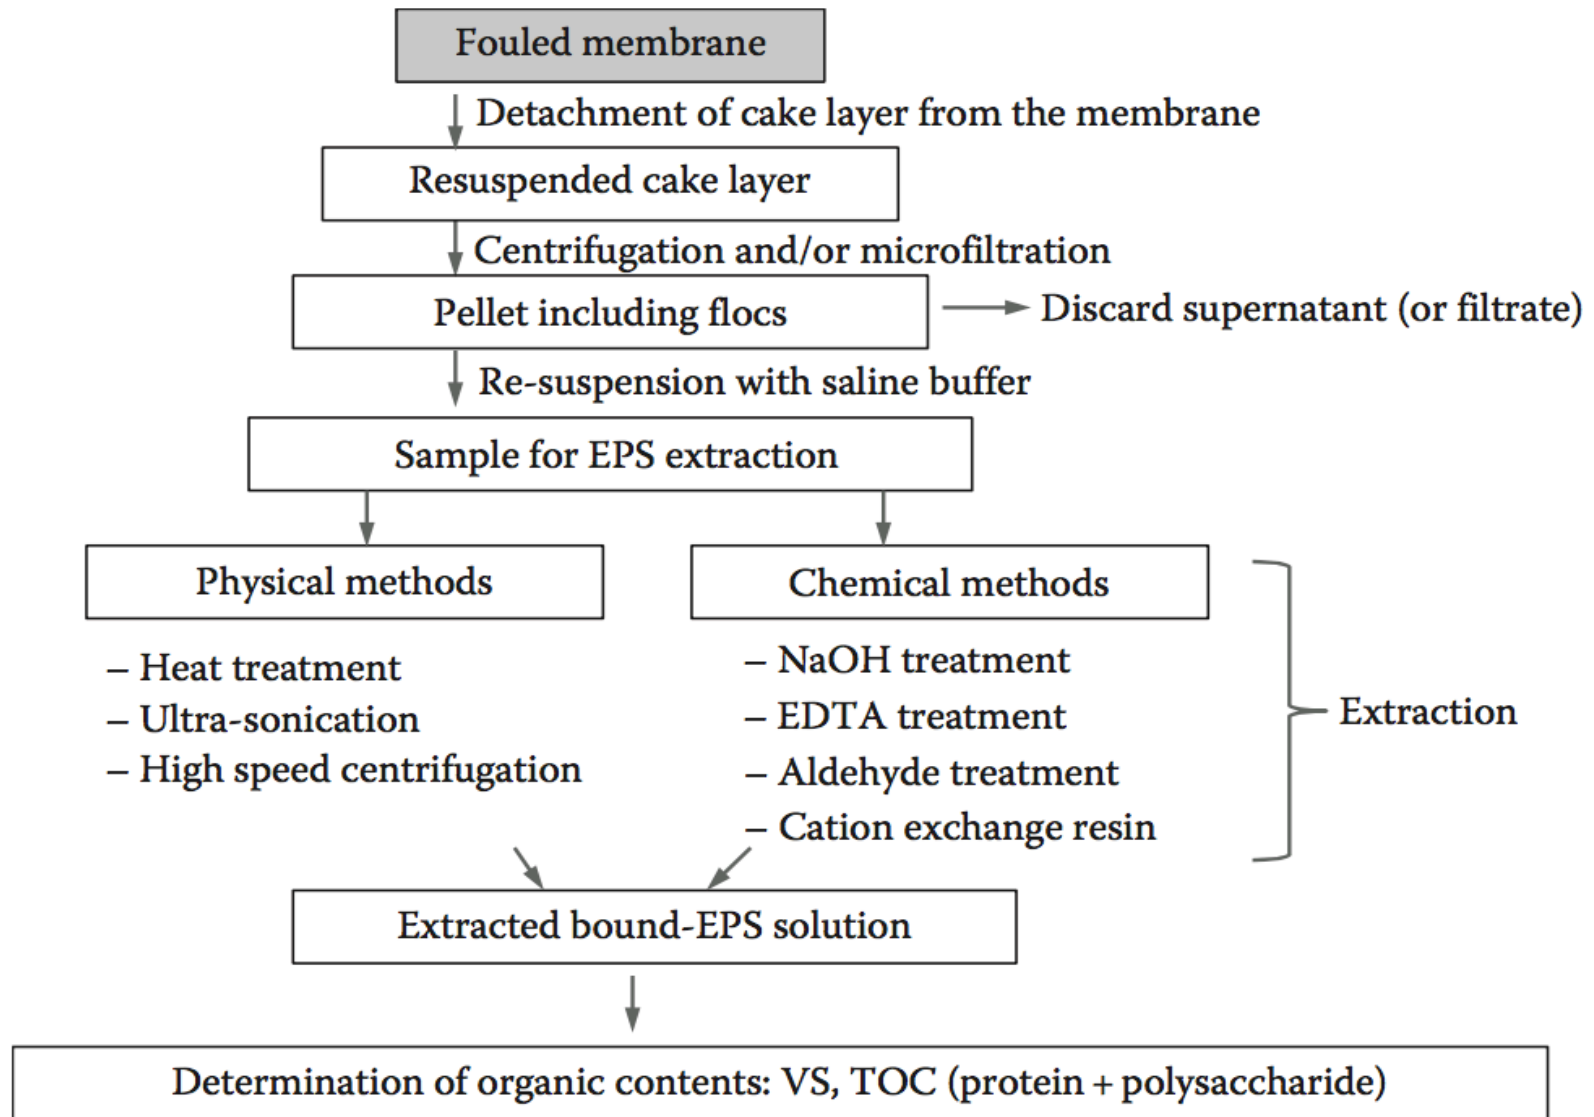 Fouled membrane
Detachment of cake layer from the membrane
Resuspended cake layer
Centrifugation and/or microfiltration
Pellet including flocs
Discard supernatant (or filtrate)
Re-suspension with saline buffer
Sample for EPS extraction
Physical methods
– Heat treatment
– Ultra-sonication
– High speed centrifugation
Chemical methods
– NaOH treatment
– EDTA treatment
– Aldehyde treatment
– Cation exchange resin
Extraction
Extracted bound-EPS solution
Determination of organic contents: VS, TOC (protein + polysaccharide)